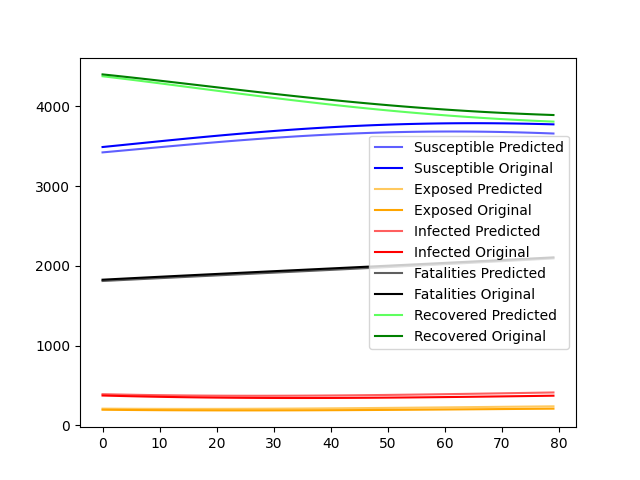 4000
3000
2000
1000
0
Susceptible Predicted
Susceptible Original
Exposed Predicted
Exposed Original
Infected Predicted
Infected Original
Fatalities Predicted
Fatalities Original
Recovered Predicted
Recovered Original
0 10 20 30 40 50 60 70 80